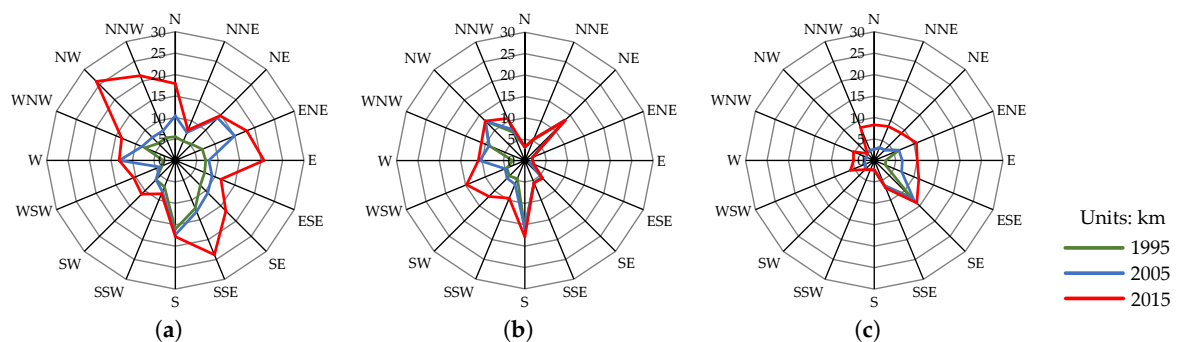 N
NNE
NE
ENE
E
ESE
SE
SSE
S
SSW
SW
WSW
W
WNW
NW
NNW
30
25
20
15
10
5
0
(a)
N
NNE
NE
ENE
E
ESE
SE
SSE
S
SSW
SW
WSW
W
WNW
NW
NNW
30
25
20
15
10
5
0
(b)
N
NNE
NE
ENE
E
ESE
SE
SSE
S
SSW
SW
WSW
W
WNW
NW
NNW
30
25
20
15
10
5
0
(c)
Units: km
1995
2005
2015